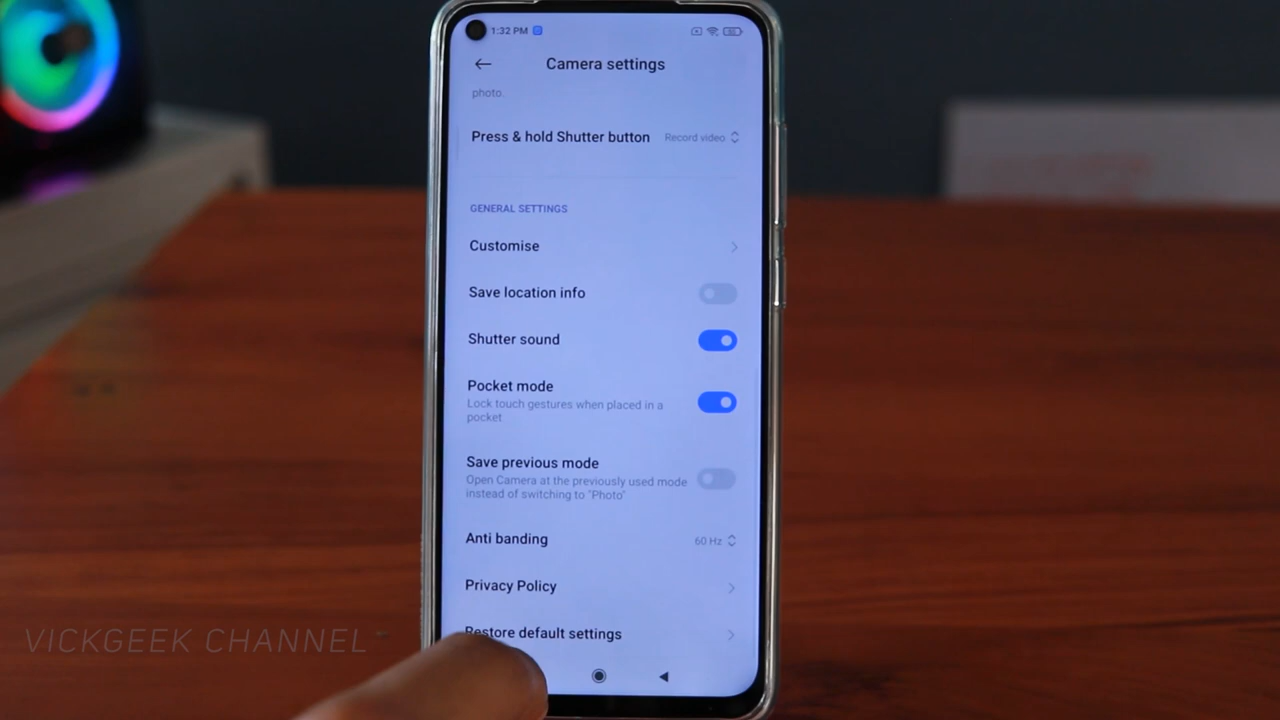 1:32 PM
Camera settings
photo.
Press & hold Shutter button Record video
GENERAL SETTINGS
Customise
Save location info
Shutter sound
Pocket mode
Lock touch gestures when placed in a
pocket
Save previous mode
Open Camera at the previously used mode
instead of switching to "Photo"
Anti banding 60 Hz
Privacy Policy
Restore default settings
VICKGEEK CHANNEL